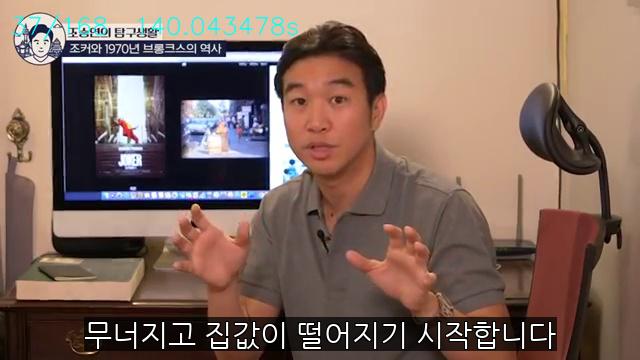 37/168 140.043478s
조승연의 탐구생활
조커와 1970년 브롱크스의 역사
JOKER
무너지고 집값이 떨어지기 시작합니다